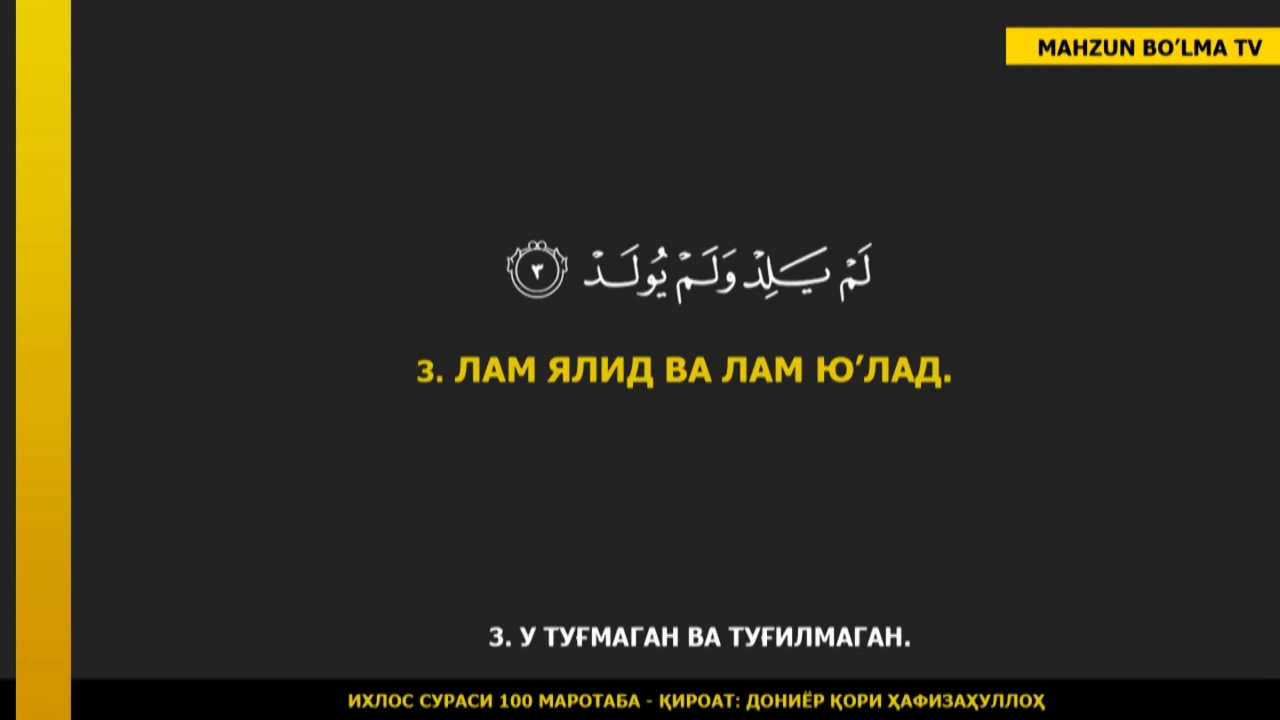 MAHZUN BO’LMA TV
لَمْ يَلِدْ وَلَمْ يُولَدْ ٣
3. ЛАМ ЯЛИД ВА ЛАМ Ю’ЛАД.
3. У ТУҒМАГАН ВА ТУҒИЛМАГАН.
ИХЛОС СУРАСИ 100 МАРОТАБА - ҚИРОАТ: ДОНИЁР ҚОРИ ҲАФИЗАҲУЛЛОҲ